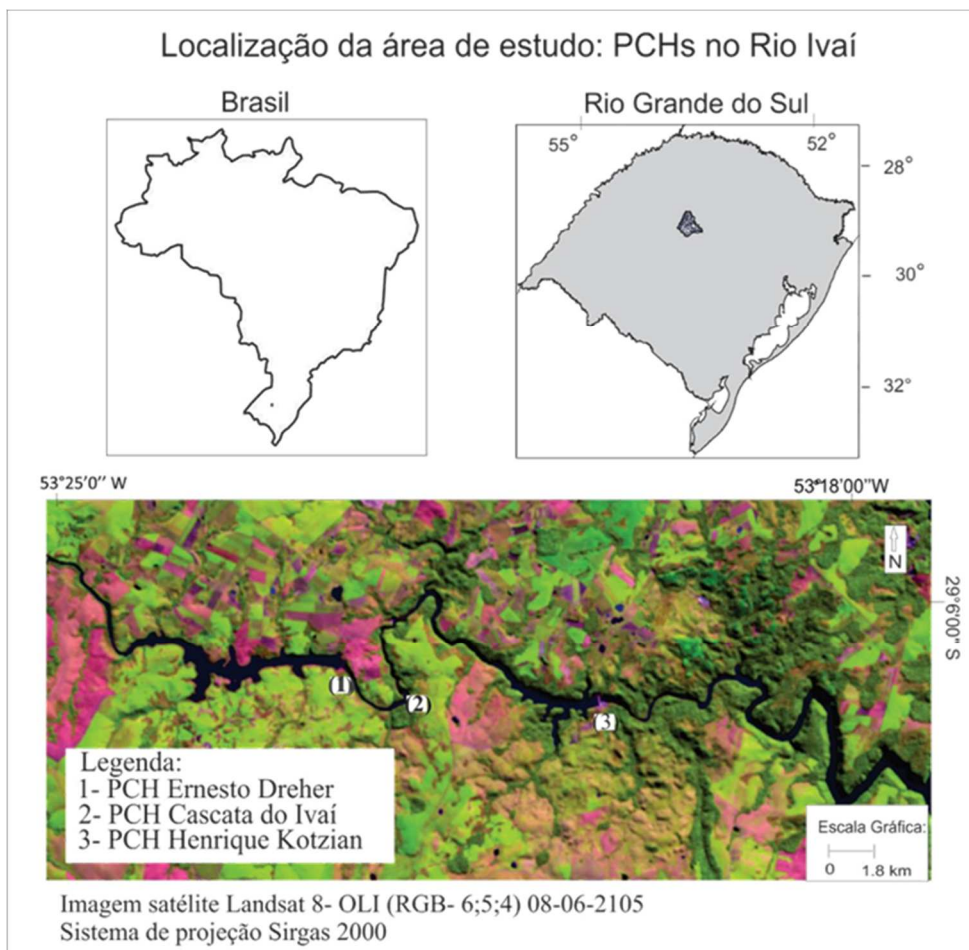 Localização da área de estudo: PCHs no Rio Ivaí
Brasil
Rio Grande do Sul
55°
52°
28°
30°
32°
53°25'0'' W
53°18'00''W
N
29°6'00'' S
1
2
3
Legenda:
1- PCH Ernesto Dreher
2- PCH Cascata do Ivaí
3- PCH Henrique Kotzian
Escala Gráfica:
0 1.8 km
Imagem satélite Landsat 8- OLI (RGB- 6;5;4) 08-06-2105
Sistema de projeção Sirgas 2000